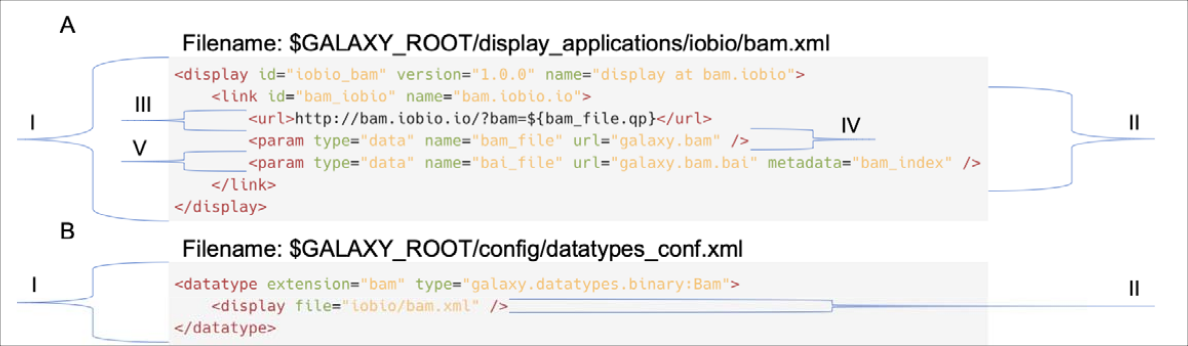 A
Filename: $GALAXY_ROOT/display_applications/iobio/bam.xml
<display id="iobio_bam" version="1.0.0" name="display at bam.iobio">
<link id="bam_iobio" name="bam.iobio.io">
III
<url>http://bam.iobio.io/?bam=${bam_file.qp}</url>
I
<param type="data" name="bam_file" url="galaxy.bam" />
IV
II
V
<param type="data" name="bai_file" url="galaxy.bam.bai" metadata="bam_index" />
</link>
</display>
B
Filename: $GALAXY_ROOT/config/datatypes_conf.xml
I
<datatype extension="bam" type="galaxy.datatypes.binary:Bam">
II
<display file="iobio/bam.xml" />
</datatype>